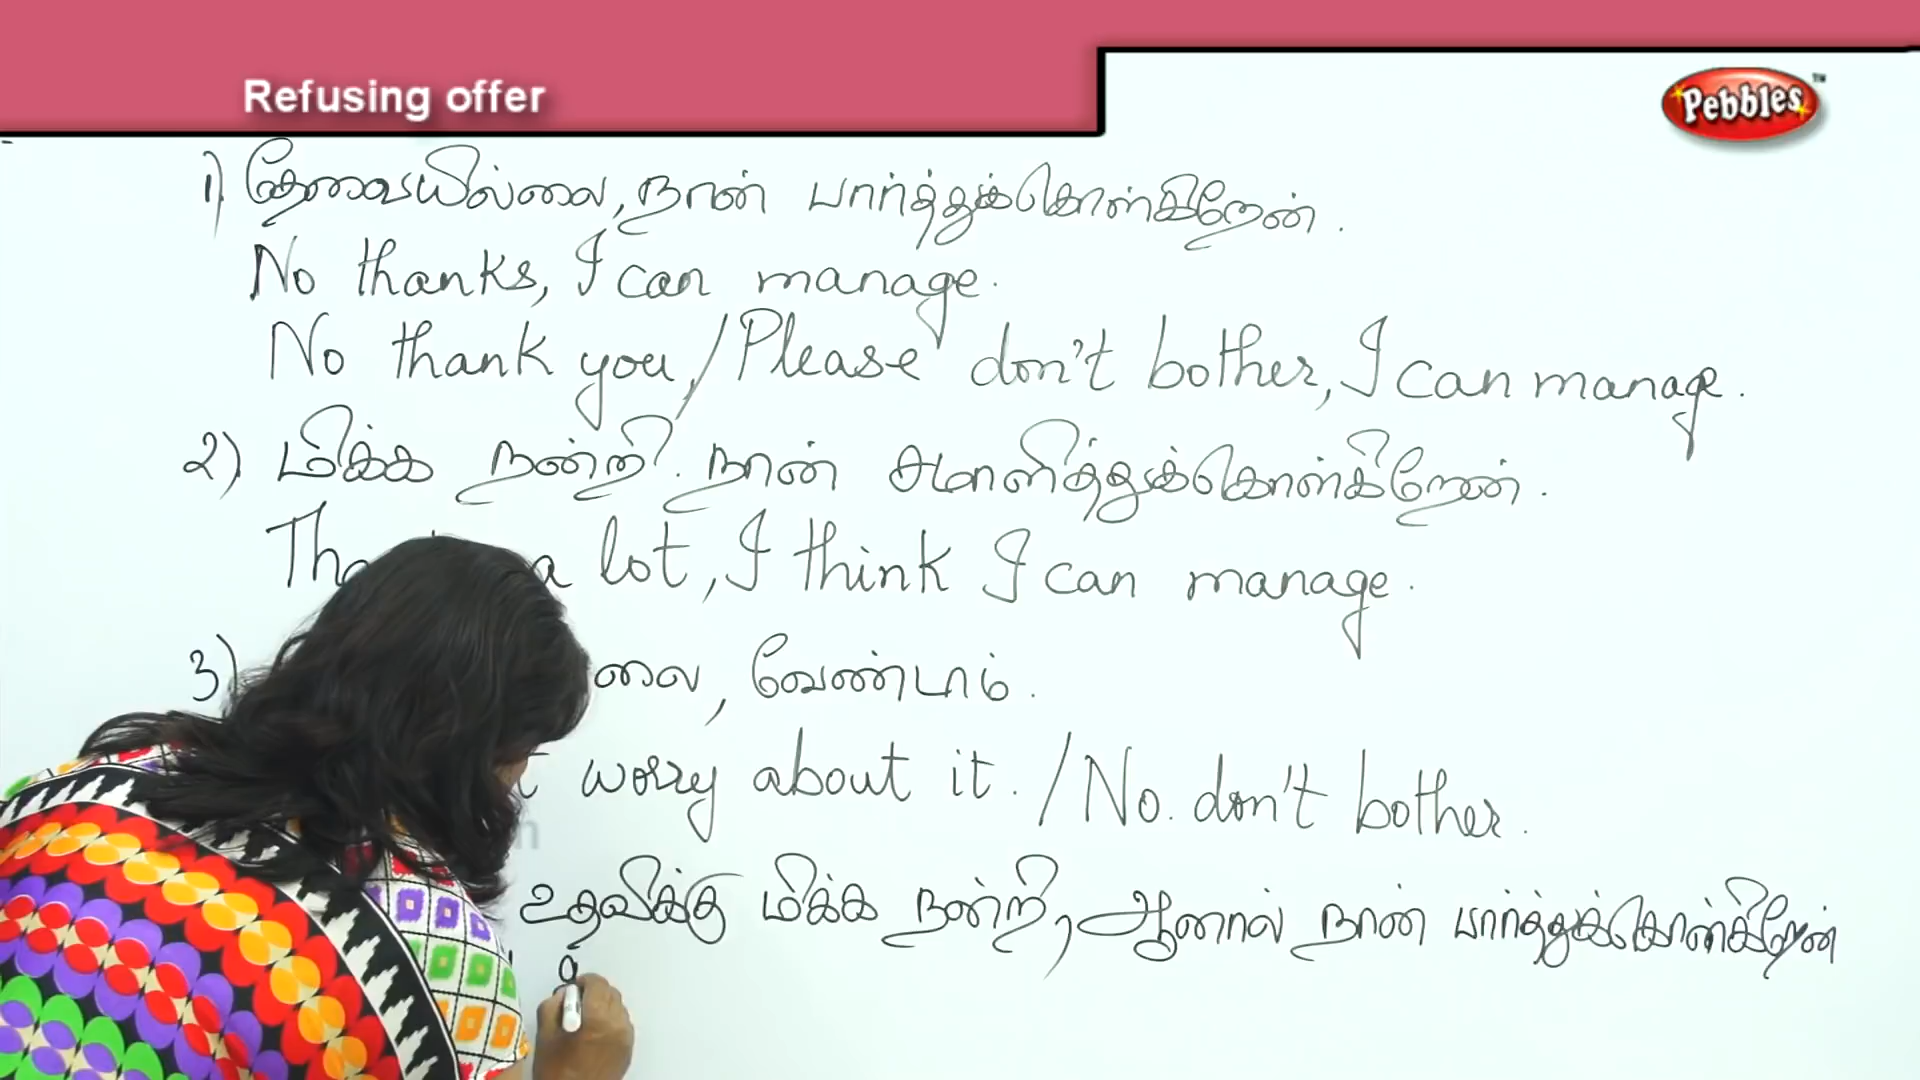 Refusing offer
Pebbles™
1) தேவையில்லை, நான் பார்த்துக்கொள்கிறேன்.
No thanks, I can manage.
No thank you, / Please don't bother, I can manage.
2) மிக்க நன்றி. நான் சமாளித்துக்கொள்கிறேன்.
a lot, I think I can manage.
3) லை, வேண்டாம்.
worry about it. / No. don't bother.
உதவிக்கு மிக்க நன்றி, ஆனால் நான் பார்த்துக்கொள்கிறேன்